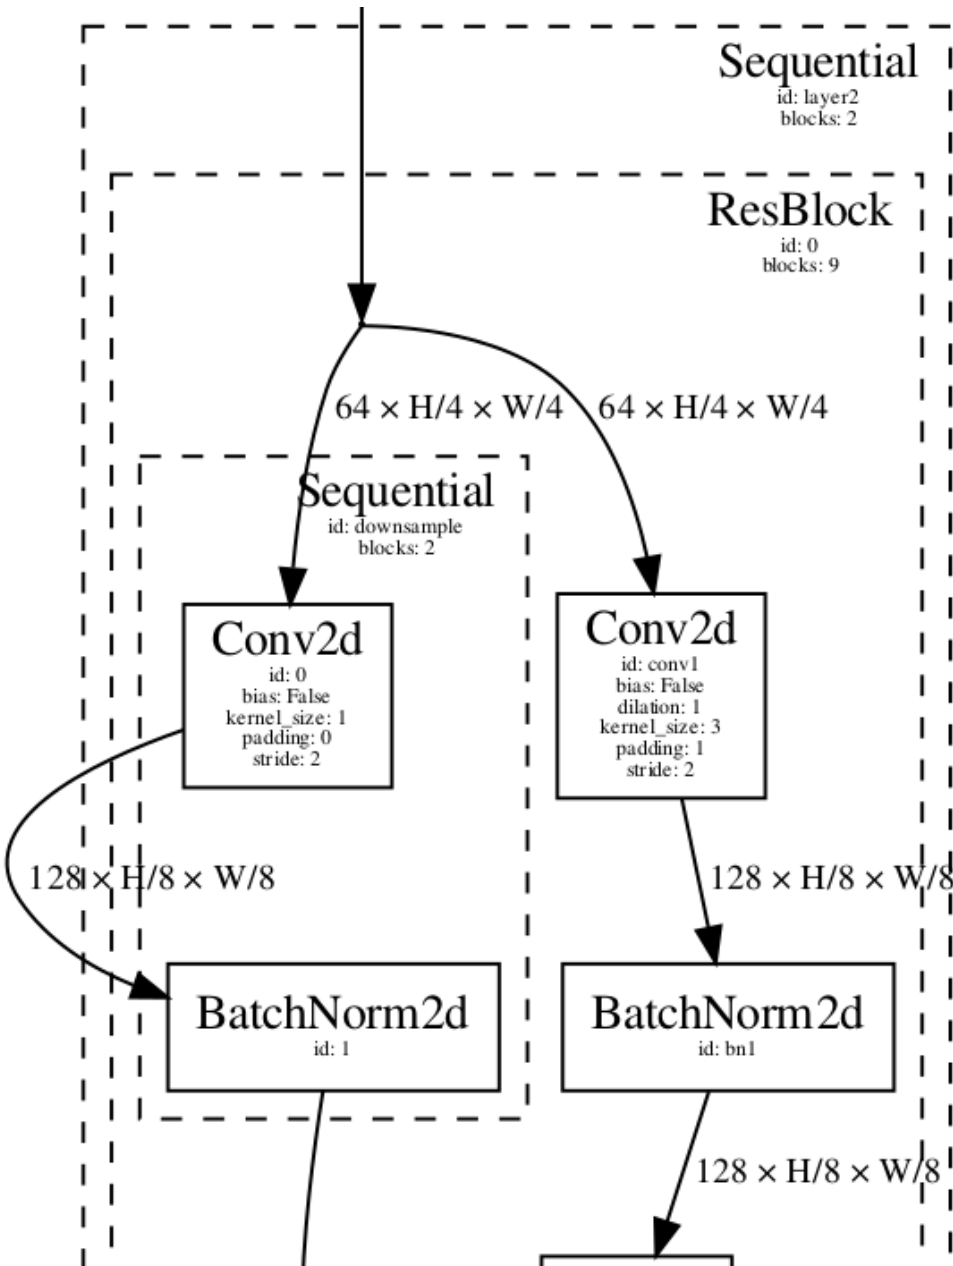 Sequential
id: layer2
blocks: 2
ResBlock
id: 0
blocks: 9
64 × H/4 × W/4
64 × H/4 × W/4
Sequential
id: downsample
blocks: 2
Conv2d
id: 0
bias: False
kernel_size: 1
padding: 0
stride: 2
Conv2d
id: conv1
bias: False
dilation: 1
kernel_size: 3
padding: 1
stride: 2
128 × H/8 × W/8
128 × H/8 × W/8
BatchNorm2d
id: 1
BatchNorm2d
id: bn1
128 × H/8 × W/8